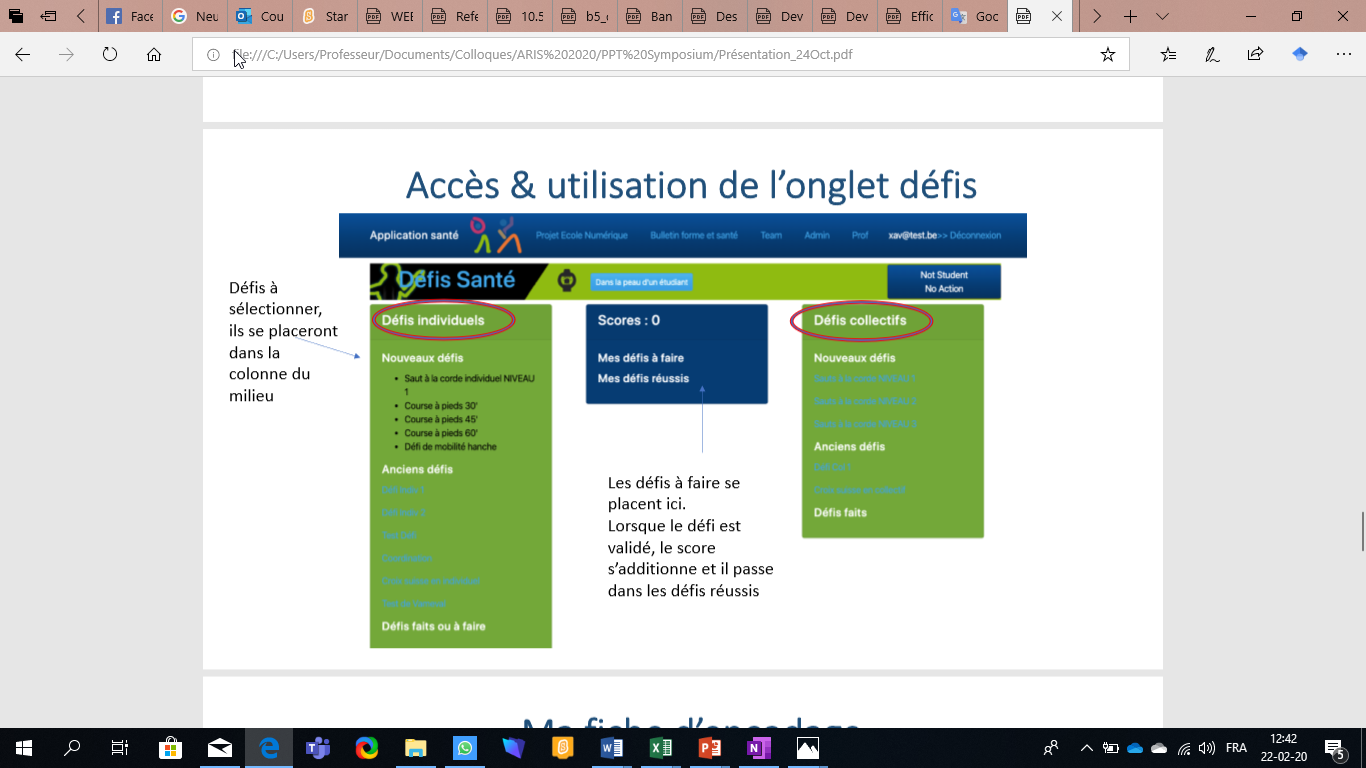 Face
Neu
Cou
Star
WEE
Refe
10.5
b5_
Ban
Des
Dev
Dev
Effic
Goc
file:///C:/Users/Professeur/Documents/Colloques/ARIS%202020/PPT%20Symposium/Présentation_24Oct.pdf
Accès & utilisation de l'onglet défis
Application santé Projet Ecole Numérique Bulletin forme et santé Team Admin Prof xav@test.be>> Déconnexion
Défis Santé
Dans la peau d'un étudiant
Not Student
No Action
Défis à
sélectionner,
ils se placeront
dans la
colonne du
milieu
Défis individuels
Nouveaux défis
• Saut à la corde individuel NIVEAU
1
• Course à pieds 30'
• Course à pieds 45'
• Course à pieds 60'
• Défi de mobilité hanche
Anciens défis
Défis faits ou à faire
Scores : 0
Mes défis à faire
Mes défis réussis
Les défis à faire se
placent ici.
Lorsque le défi est
validé, le score
s'additionne et il passe
dans les défis réussis
Défis collectifs
Nouveaux défis
Anciens défis
Défis faits
Ma fiche d'encodage
FRA
12:42
22-02-20
5